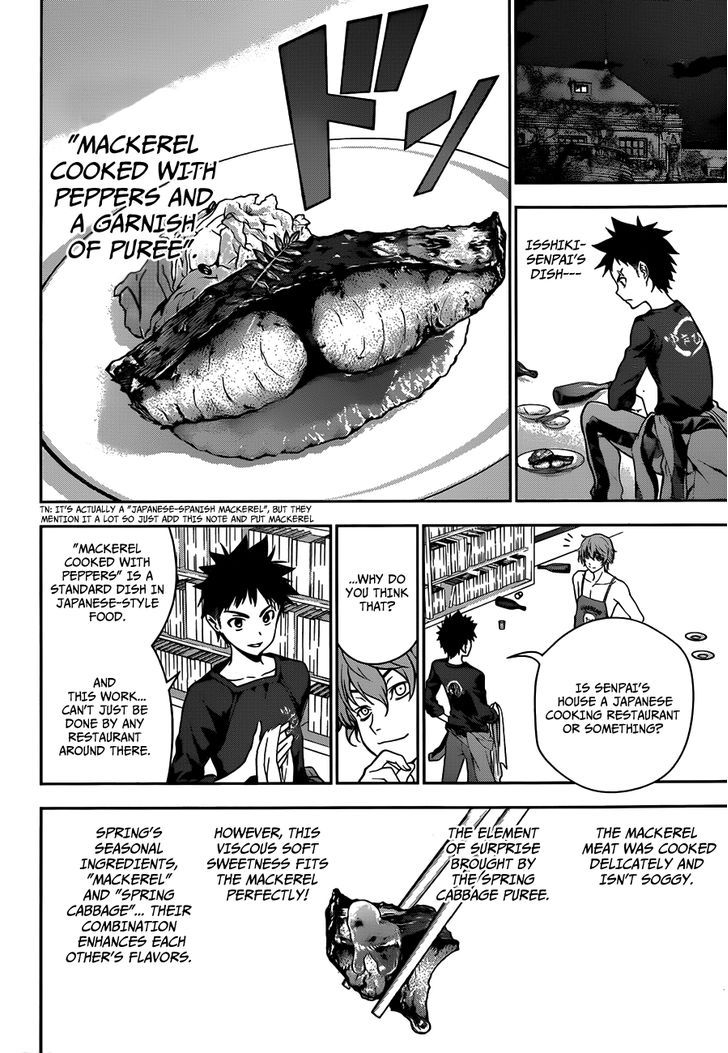 ISSHIKI-
SENPAI'S
DISH---
ドン
"MACKEREL
COOKED WITH
PEPPERS AND
A GARNISH
OF PUREE".
TN: IT'S ACTUALLY A "JAPANESE-SPANISH MACKEREL", BUT THEY
MENTION IT A LOT SO JUST ADD THIS NOTE AND PUT MACKEREL
IS SENPAI'S
HOUSE A JAPANESE
COOKING RESTAURANT
OR SOMETHING?
...WHY DO
YOU THINK
THAT?
"MACKEREL
COOKED WITH
PEPPERS" IS A
STANDARD DISH IN
JAPANESE-STYLE
FOOD.
AND
THIS WORK...
CAN'T JUST BE
DONE BY ANY
RESTAURANT
AROUND THERE.
THE MACKEREL
MEAT WAS COOKED
DELICATELY AND
ISN'T SOGGY.
THE ELEMENT
OF SURPRISE
BROUGHT BY
THE SPRING
CABBAGE PUREE.
HOWEVER, THIS
VISCOUS SOFT
SWEETNESS FITS
THE MACKEREL
PERFECTLY!
SPRING'S
SEASONAL
INGREDIENTS,
"MACKEREL"
AND "SPRING
CABBAGE"... THEIR
COMBINATION
ENHANCES EACH
OTHER'S FLAVORS.